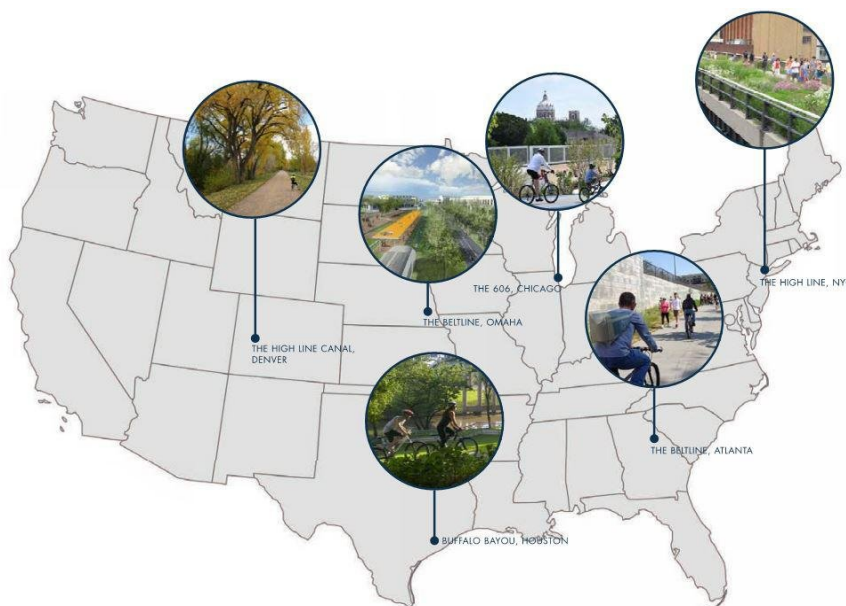 THE 606, CHICAGO
THE HIGH LINE, NY
THE BELTLINE, OMAHA
THE HIGH LINE CANAL,
DENVER
THE BELTLINE, ATLANTA
BUFFALO BAYOU, HOUSTON